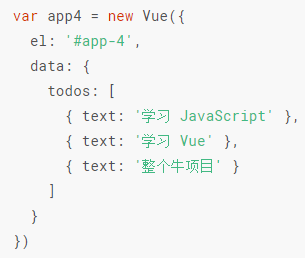 var app4 = new Vue({
  el: '#app-4',
  data: {
    todos: [
      { text: '学习 JavaScript' },
      { text: '学习 Vue' },
      { text: '整个牛项目' }
    ]
  }
})